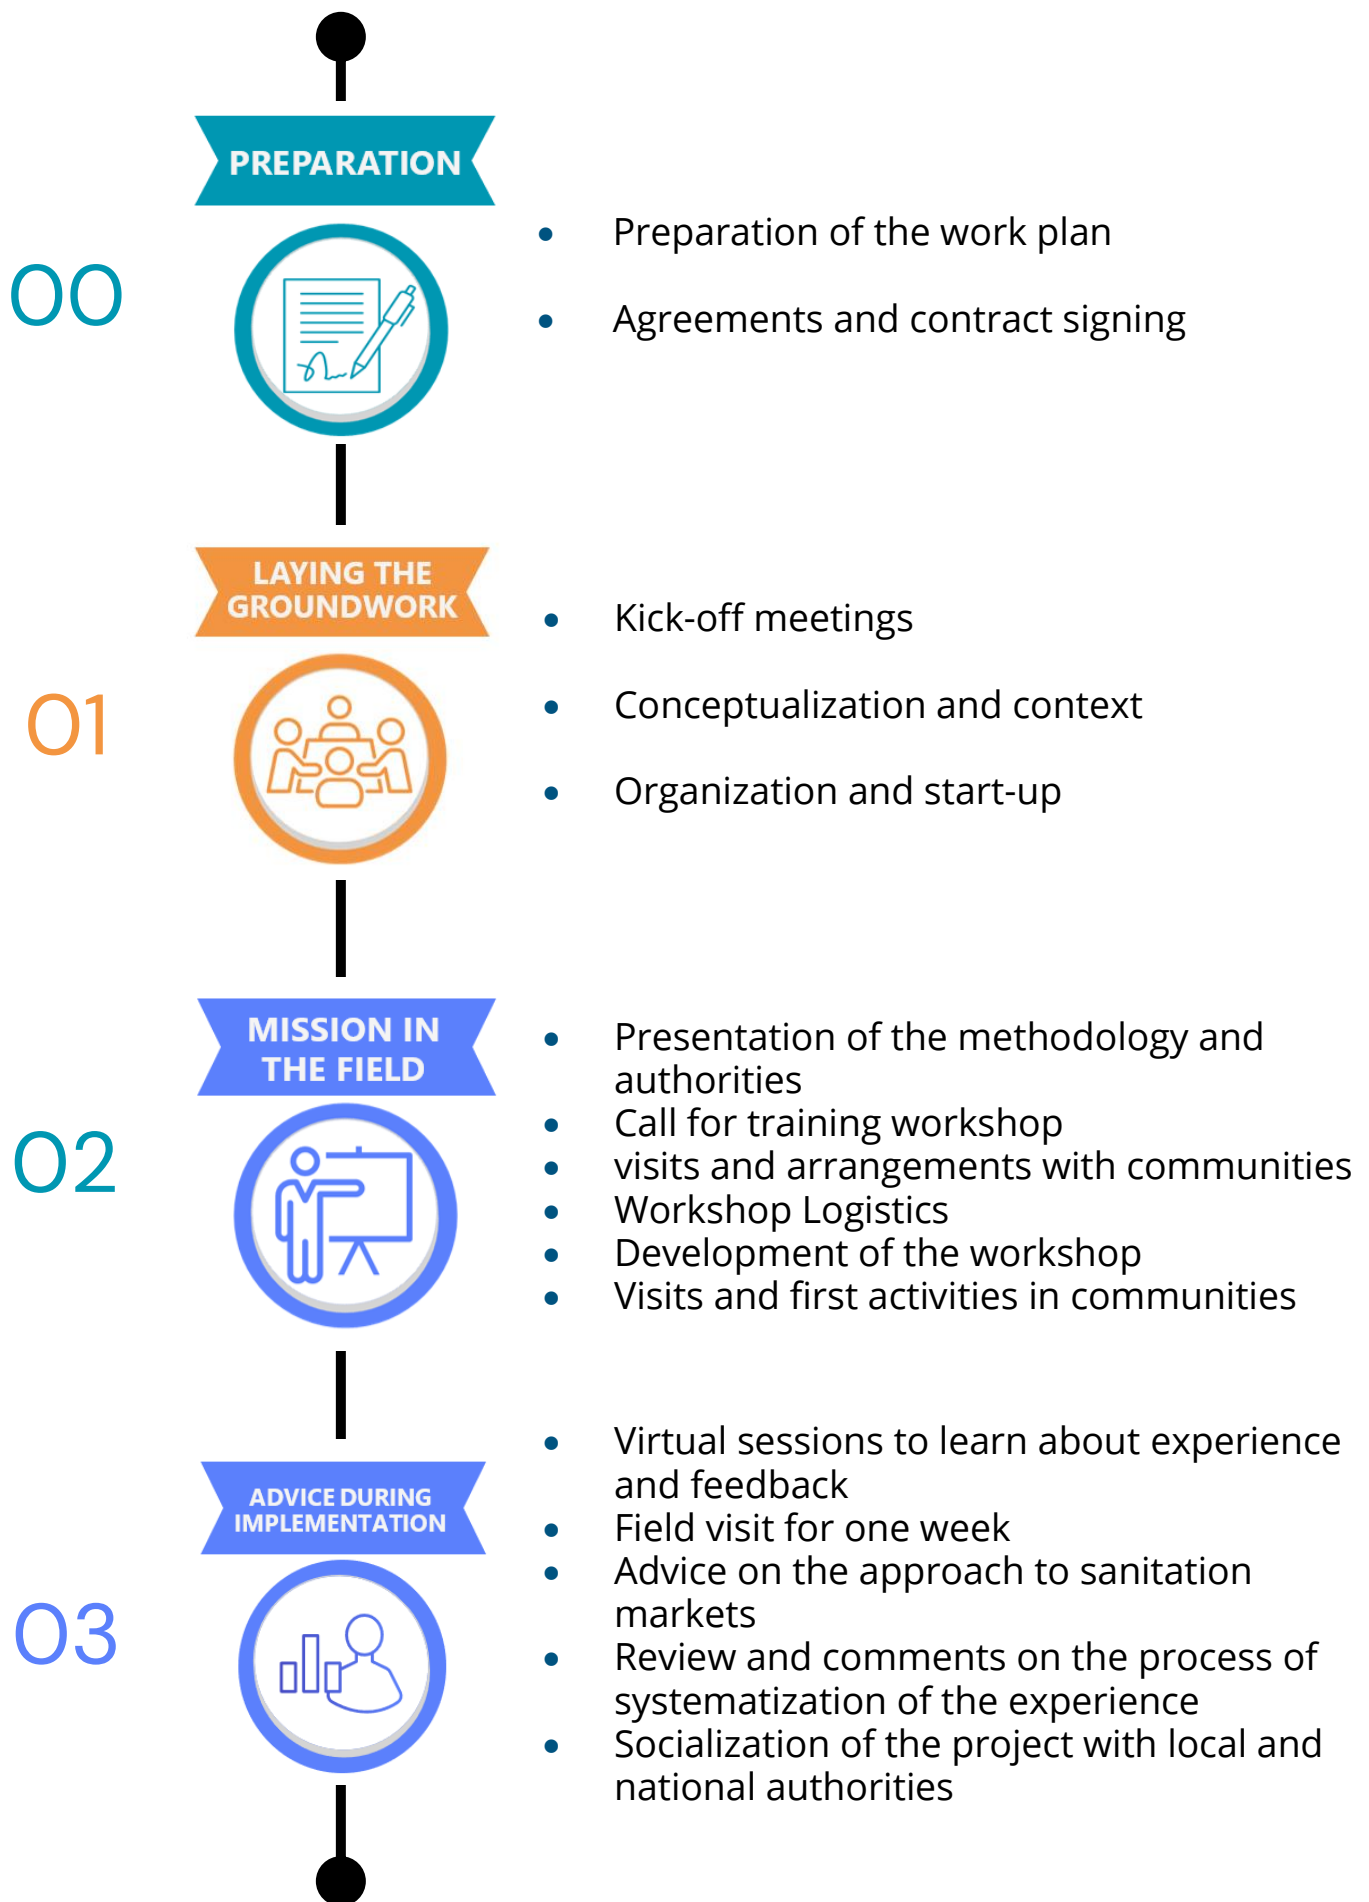 PREPARATION
00
• Preparation of the work plan
• Agreements and contract signing
LAYING THE
GROUNDWORK
01
• Kick-off meetings
• Conceptualization and context
• Organization and start-up
MISSION IN
THE FIELD
02
• Presentation of the methodology and
authorities
• Call for training workshop
• visits and arrangements with communities
• Workshop Logistics
• Development of the workshop
• Visits and first activities in communities
ADVICE DURING
IMPLEMENTATION
03
• Virtual sessions to learn about experience
and feedback
• Field visit for one week
• Advice on the approach to sanitation
markets
• Review and comments on the process of
systematization of the experience
• Socialization of the project with local and
national authorities